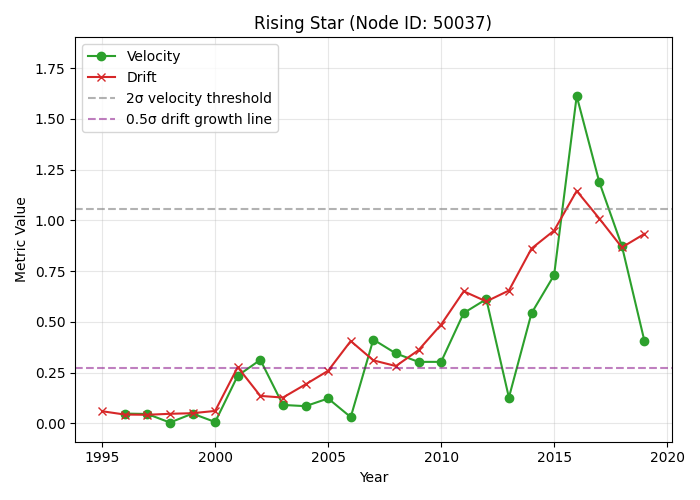 Rising Star (Node ID: 50037)
Velocity
Drift
2σ velocity threshold
0.5σ drift growth line
Metric Value
1.75
1.50
1.25
1.00
0.75
0.50
0.25
0.00
1995
2000
2005
2010
2015
2020
Year